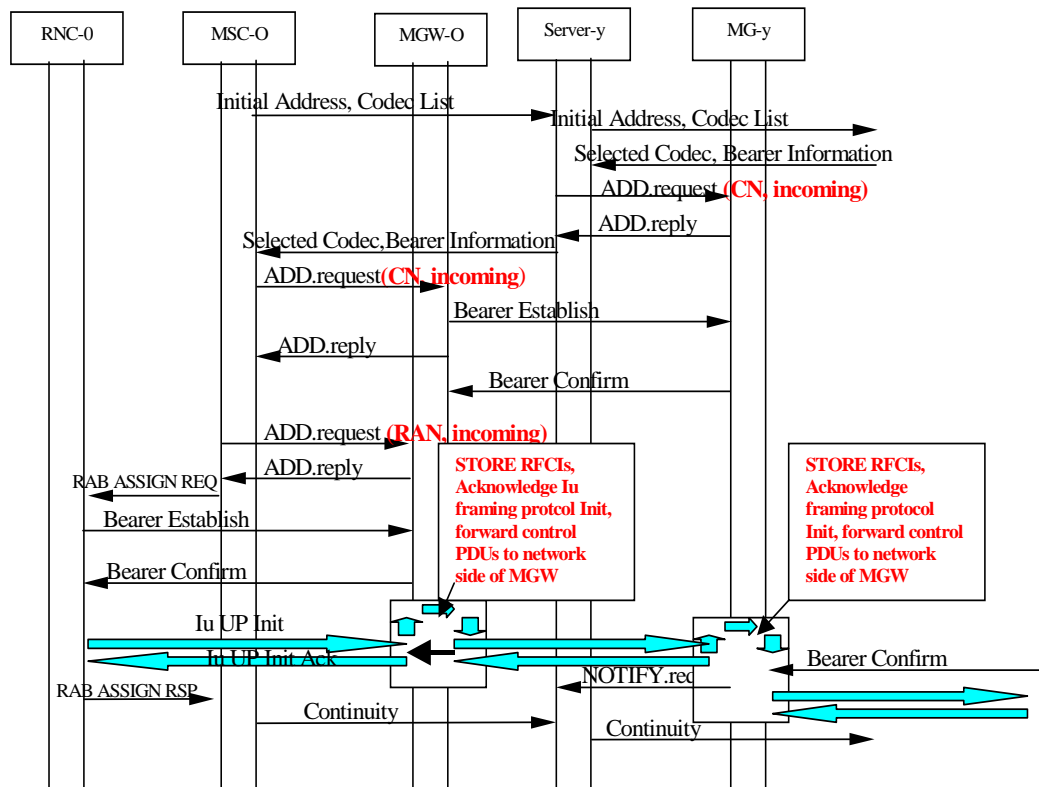 RNC-0
MSC-O
MGW-O
Server-y
MG-y
Initial Address, Codec List
Initial Address, Codec List
Selected Codec, Bearer Information
ADD.request (CN, incoming)
ADD.reply
Selected Codec,Bearer Information
ADD.request(CN, incoming)
Bearer Establish
ADD.reply
Bearer Confirm
ADD.request (RAN, incoming)
ADD.reply
RAB ASSIGN REQ
Bearer Establish
Bearer Confirm
STORE RFCIs,
Acknowledge Iu
framing protcol Init,
forward control
PDUs to network
side of MGW
STORE RFCIs,
Acknowledge
framing protocol
Init, forward control
PDUs to network
side of MGW
Iu UP Init
Iu UP Init Ack
Bearer Confirm
NOTIFY.req
RAB ASSIGN RSP
Continuity
Continuity